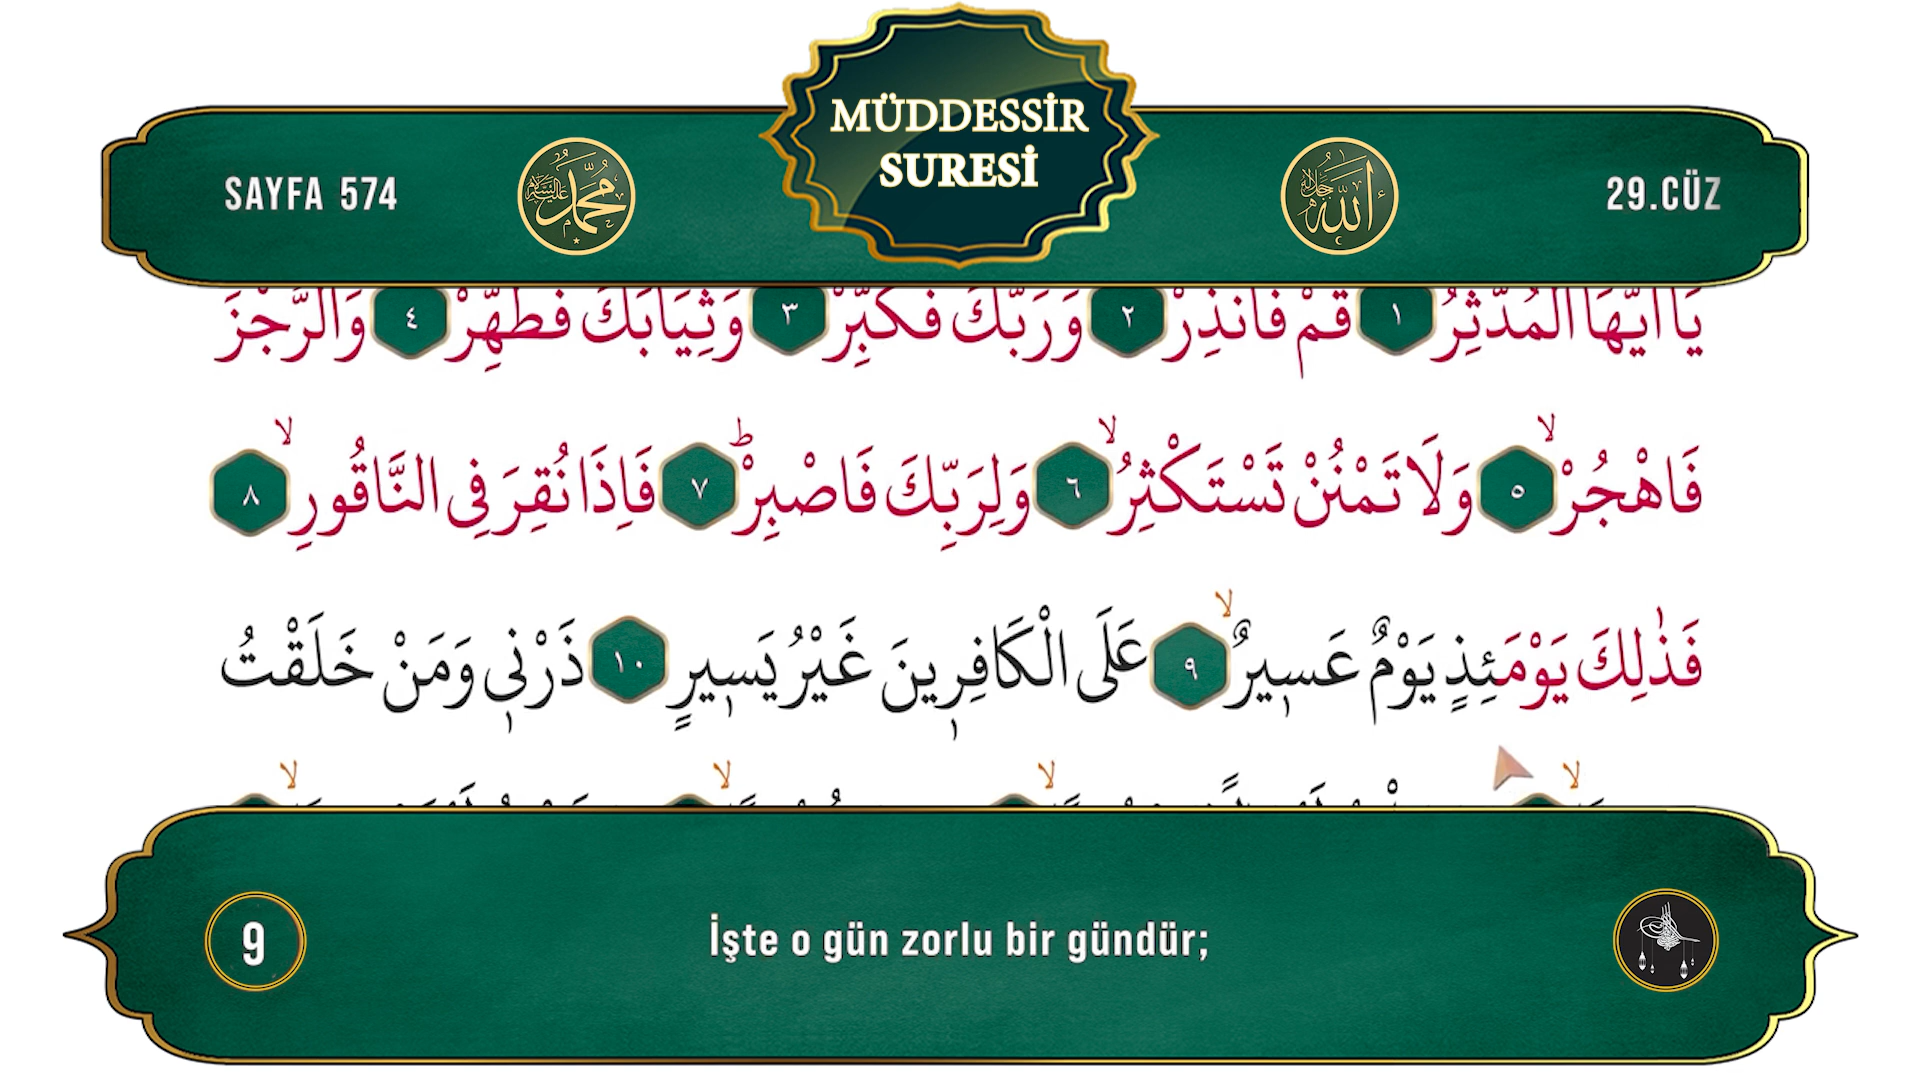 MÜDDESSİR
SURESİ
SAYFA 574
29.CÜZ
يَا اَيُّهَا الْمُدَّثِّرُ ١ قُمْ فَاَنْذِرْ ٢ وَرَبَّكَ فَكَبِّرْ ٣ وَثِيَابَكَ فَطَهِّرْ ٤ وَالرُّجْزَ
فَاهْجُرْۙ ٥ وَلَا تَمْنُنْ تَسْتَكْثِرُۙ ٦ وَلِرَبِّكَ فَاصْبِرْۜ ٧ فَاِذَا نُقِرَ فِي النَّاقُورِۙ ٨
فَذٰلِكَ يَوْمَئِذٍ يَوْمٌ عَسٖيرٌۙ ٩ عَلَى الْكَافِرٖينَ غَيْرُ يَسٖيرٍ ١٠ ذَرْنٖي وَمَنْ خَلَقْتُ
9
İşte o gün zorlu bir gündür;